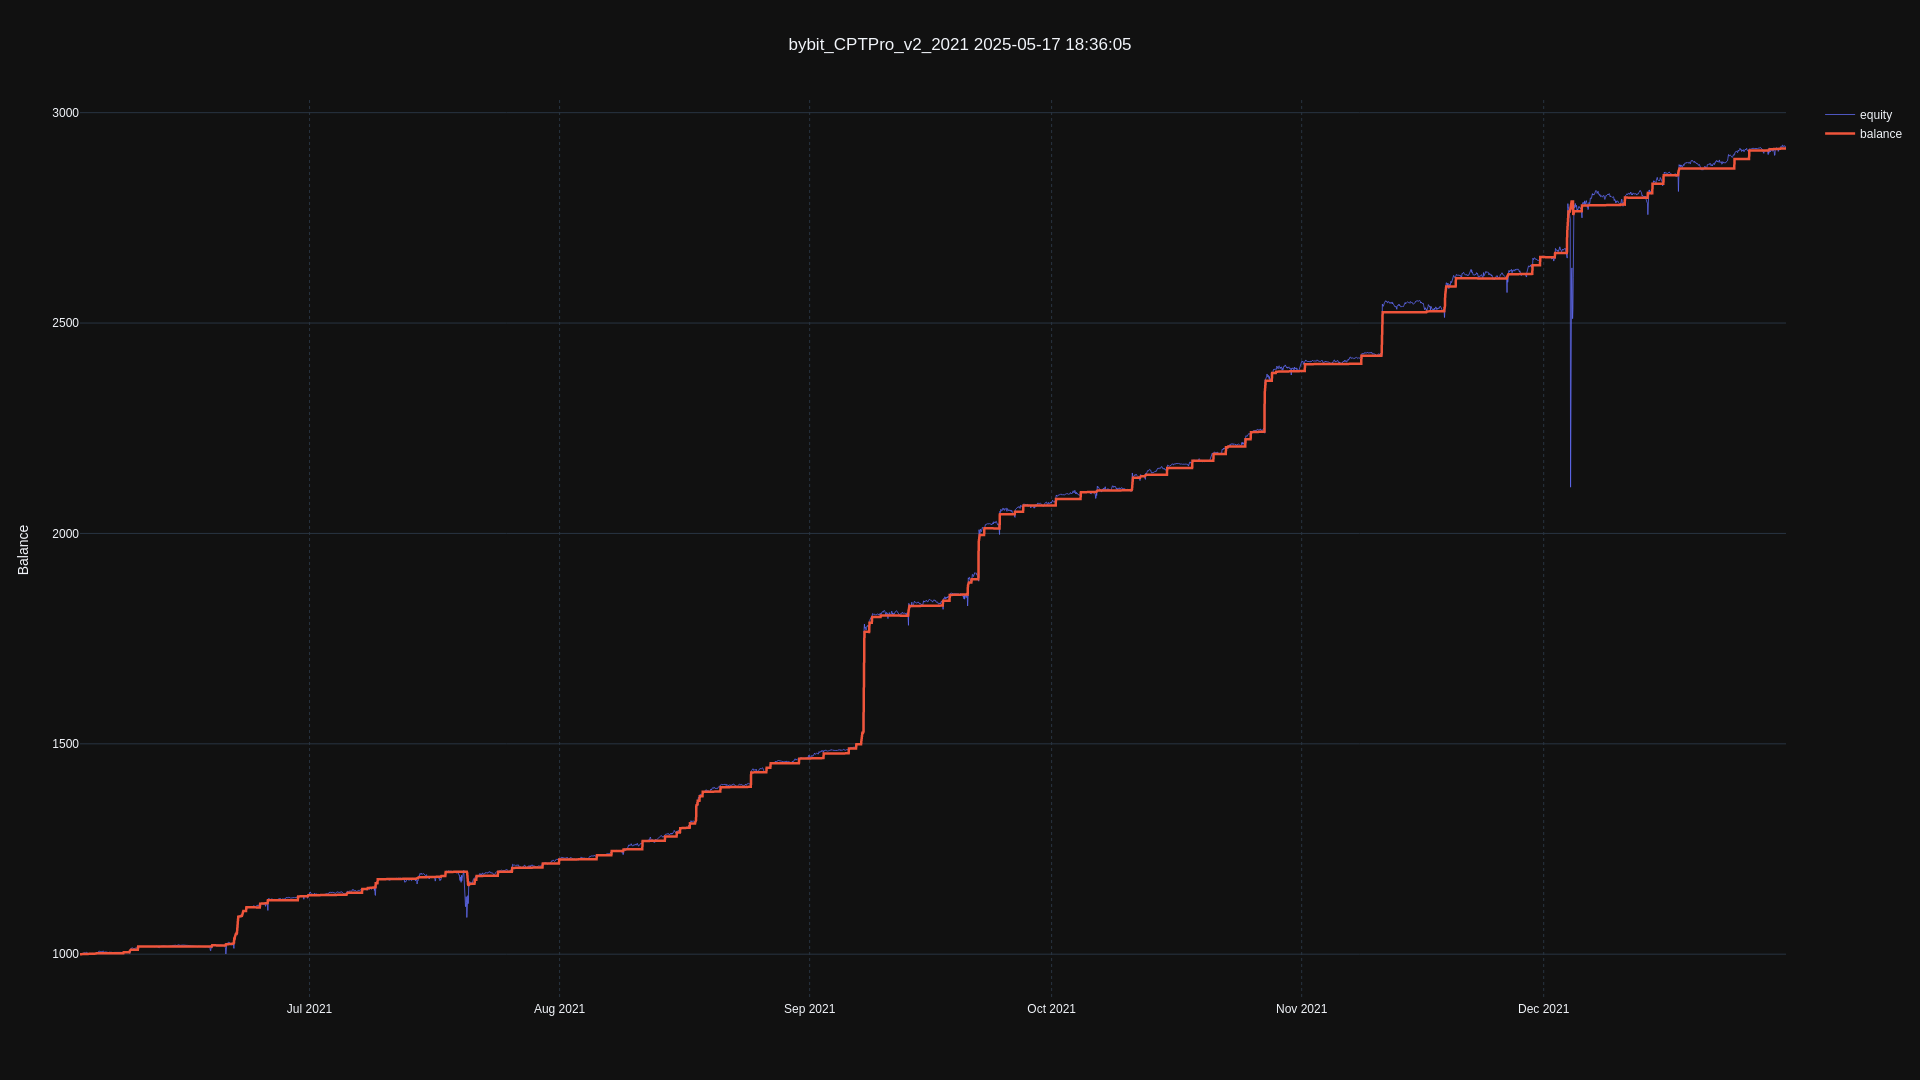 bybit_CPTPro_v2_2021 2025-05-17 18:36:05
equity
balance
Balance
3000
2500
2000
1500
1000
Jul 2021
Aug 2021
Sep 2021
Oct 2021
Nov 2021
Dec 2021